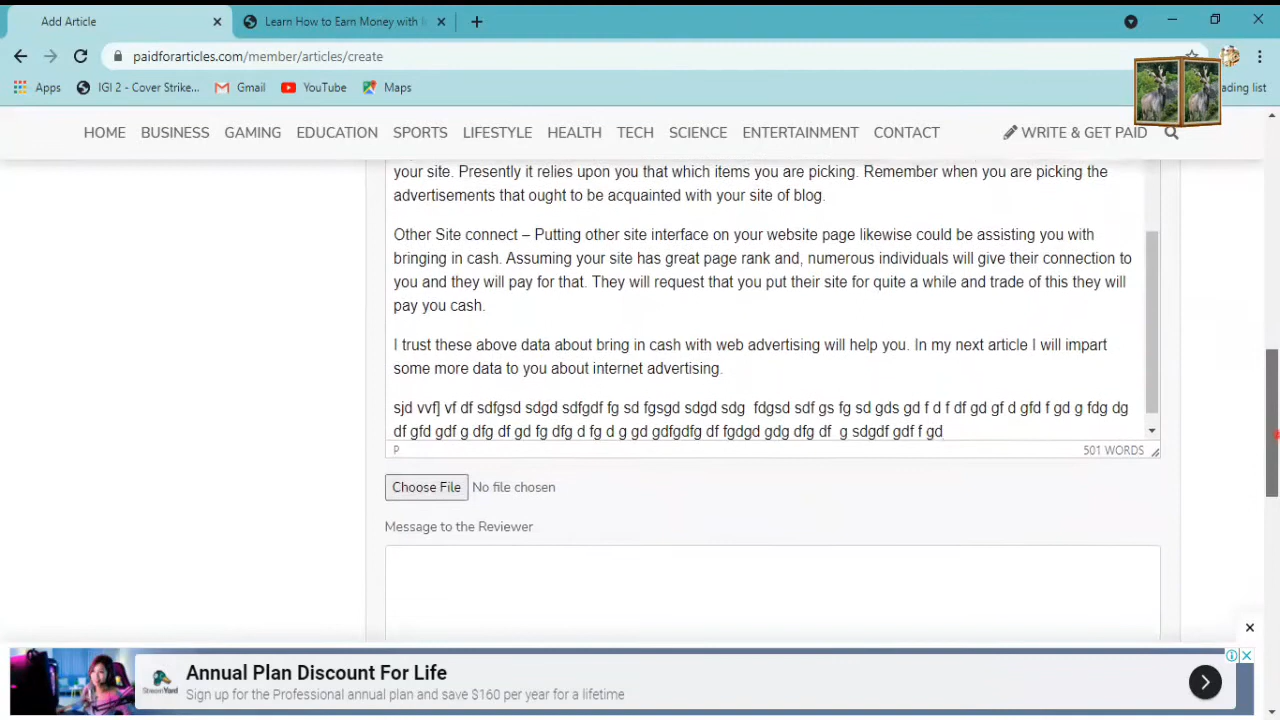 Add Article
Learn How to Earn Money with
paidforarticles.com/member/articles/create
Apps IGI 2 - Cover Strike... Gmail YouTube Maps ading list
HOME BUSINESS GAMING EDUCATION SPORTS LIFESTYLE HEALTH TECH SCIENCE ENTERTAINMENT CONTACT WRITE & GET PAID
your site. Presently it relies upon you that which items you are picking. Remember when you are picking the
advertisements that ought to be acquainted with your site of blog.
Other Site connect – Putting other site interface on your website page likewise could be assisting you with
bringing in cash. Assuming your site has great page rank and, numerous individuals will give their connection to
you and they will pay for that. They will request that you put their site for quite a while and trade of this they will
pay you cash.
I trust these above data about bring in cash with web advertising will help you. In my next article I will impart
some more data to you about internet advertising.
sjd vvf] vf df sdfgsd sdgd sdfgdf fg sd fgsgd sdgd sdg  fdgsd sdf gs fg sd gds gd f d f df gd gf d gfd f gd g fdg dg
df gfd gdf g dfg df gd fg dfg d fg d g gd gdfgdfg df fgdgd gdg dfg df  g sdgdf gdf f gd
P 501 WORDS
Choose File No file chosen
Message to the Reviewer
Annual Plan Discount For Life
StreamYard
Sign up for the Professional annual plan and save $160 per year for a lifetime